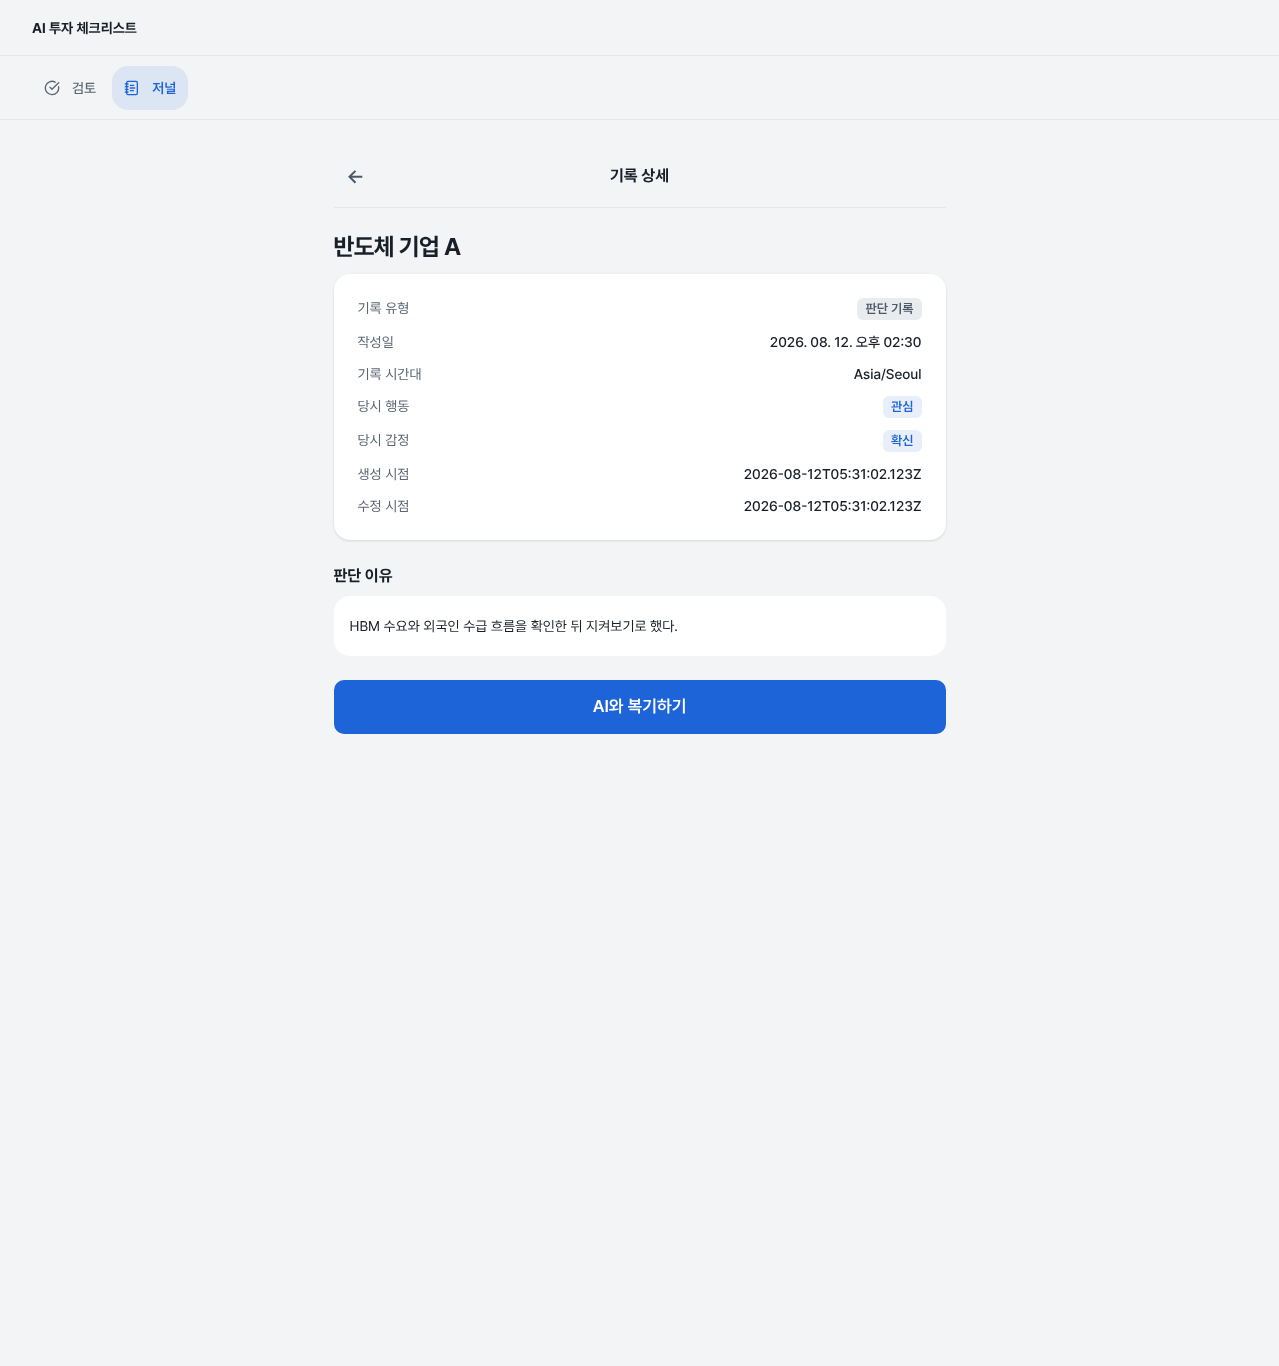 AI 투자 체크리스트
검토
저널
기록 상세
반도체 기업 A
기록 유형
판단 기록
작성일
2026. 08. 12. 오후 02:30
기록 시간대
Asia/Seoul
당시 행동
관심
당시 감정
확신
생성 시점
2026-08-12T05:31:02.123Z
수정 시점
2026-08-12T05:31:02.123Z
판단 이유
HBM 수요와 외국인 수급 흐름을 확인한 뒤 지켜보기로 했다.
AI와 복기하기